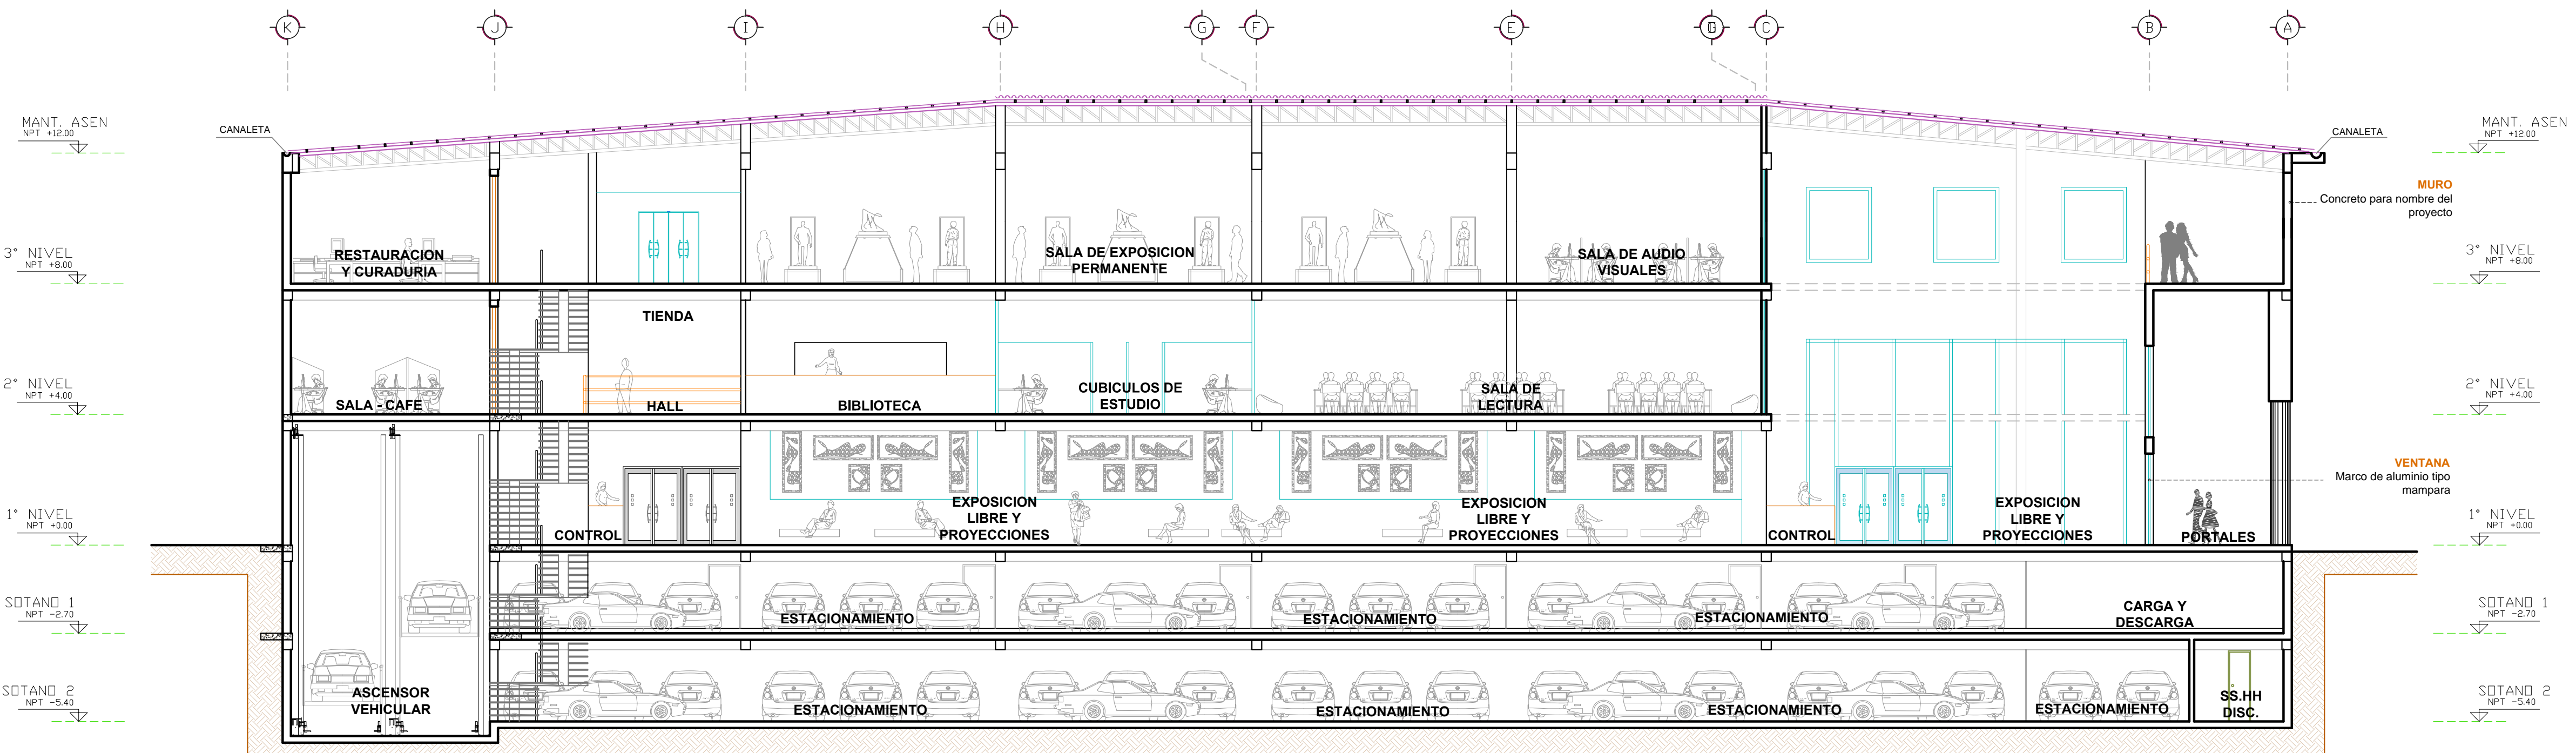 K
J
I
H
G
F
E
D
C
B
A
MANT. ASEN
NPT +12.00
CANALETA
CANALETA
MANT. ASEN
NPT +12.00
MURO
Concreto para nombre del
proyecto
3° NIVEL
NPT +8.00
RESTAURACION
Y CURADURIA
SALA DE EXPOSICION
PERMANENTE
SALA DE AUDIO
VISUALES
3° NIVEL
NPT +8.00
TIENDA
2° NIVEL
NPT +4.00
SALA - CAFE
HALL
BIBLIOTECA
CUBICULOS DE
ESTUDIO
SALA DE
LECTURA
2° NIVEL
NPT +4.00
VENTANA
Marco de aluminio tipo
mampara
1° NIVEL
NPT +0.00
CONTROL
EXPOSICION
LIBRE Y
PROYECCIONES
EXPOSICION
LIBRE Y
PROYECCIONES
CONTROL
EXPOSICION
LIBRE Y
PROYECCIONES
PORTALES
1° NIVEL
NPT +0.00
SOTANO 1
NPT -2.70
ESTACIONAMIENTO
ESTACIONAMIENTO
ESTACIONAMIENTO
CARGA Y
DESCARGA
SOTANO 1
NPT -2.70
SOTANO 2
NPT -5.40
ASCENSOR
VEHICULAR
ESTACIONAMIENTO
ESTACIONAMIENTO
ESTACIONAMIENTO
ESTACIONAMIENTO
SS.HH
DISC.
SOTANO 2
NPT -5.40